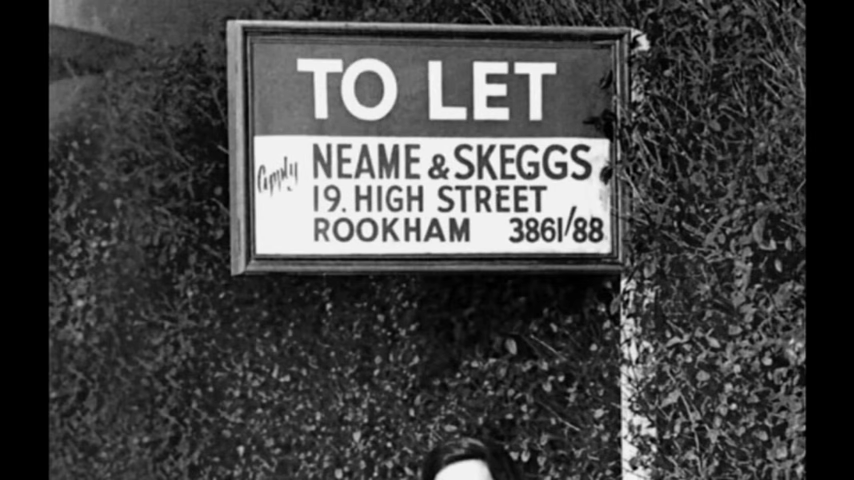 TO LET
Apply NEAME & SKEGGS
19. HIGH STREET
ROOKHAM 3861/88